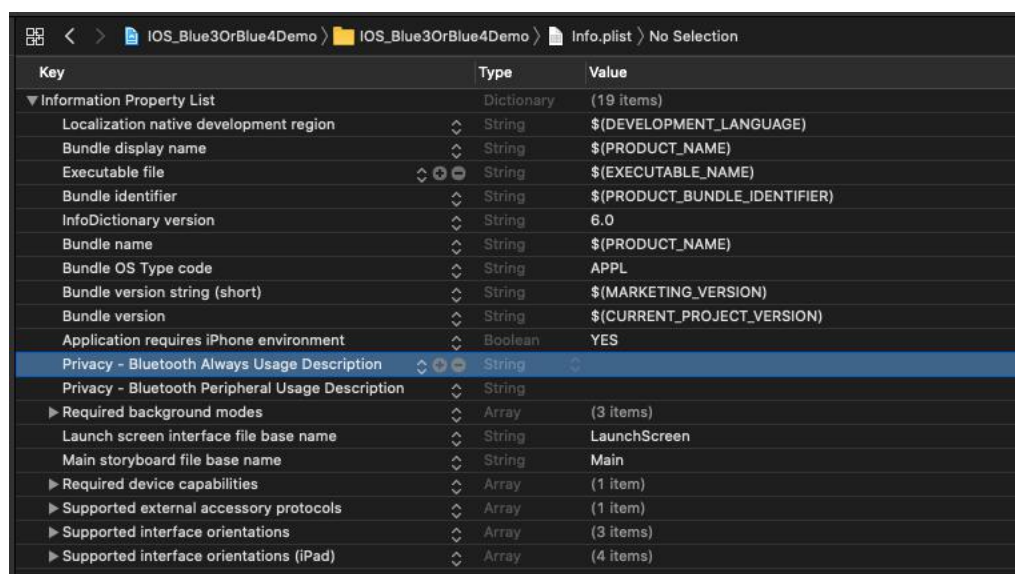 IOS_Blue3OrBlue4Demo 〉 IOS_Blue3OrBlue4Demo 〉 Info.plist 〉 No Selection
Key Type Value
Information Property List Dictionary (19 items)
Localization native development region String $(DEVELOPMENT_LANGUAGE)
Bundle display name String $(PRODUCT_NAME)
Executable file String $(EXECUTABLE_NAME)
Bundle identifier String $(PRODUCT_BUNDLE_IDENTIFIER)
InfoDictionary version String 6.0
Bundle name String $(PRODUCT_NAME)
Bundle OS Type code String APPL
Bundle version string (short) String $(MARKETING_VERSION)
Bundle version String $(CURRENT_PROJECT_VERSION)
Application requires iPhone environment Boolean YES
Privacy - Bluetooth Always Usage Description String
Privacy - Bluetooth Peripheral Usage Description String
Required background modes Array (3 items)
Launch screen interface file base name String LaunchScreen
Main storyboard file base name String Main
Required device capabilities Array (1 item)
Supported external accessory protocols Array (1 item)
Supported interface orientations Array (3 items)
Supported interface orientations (iPad) Array (4 items)